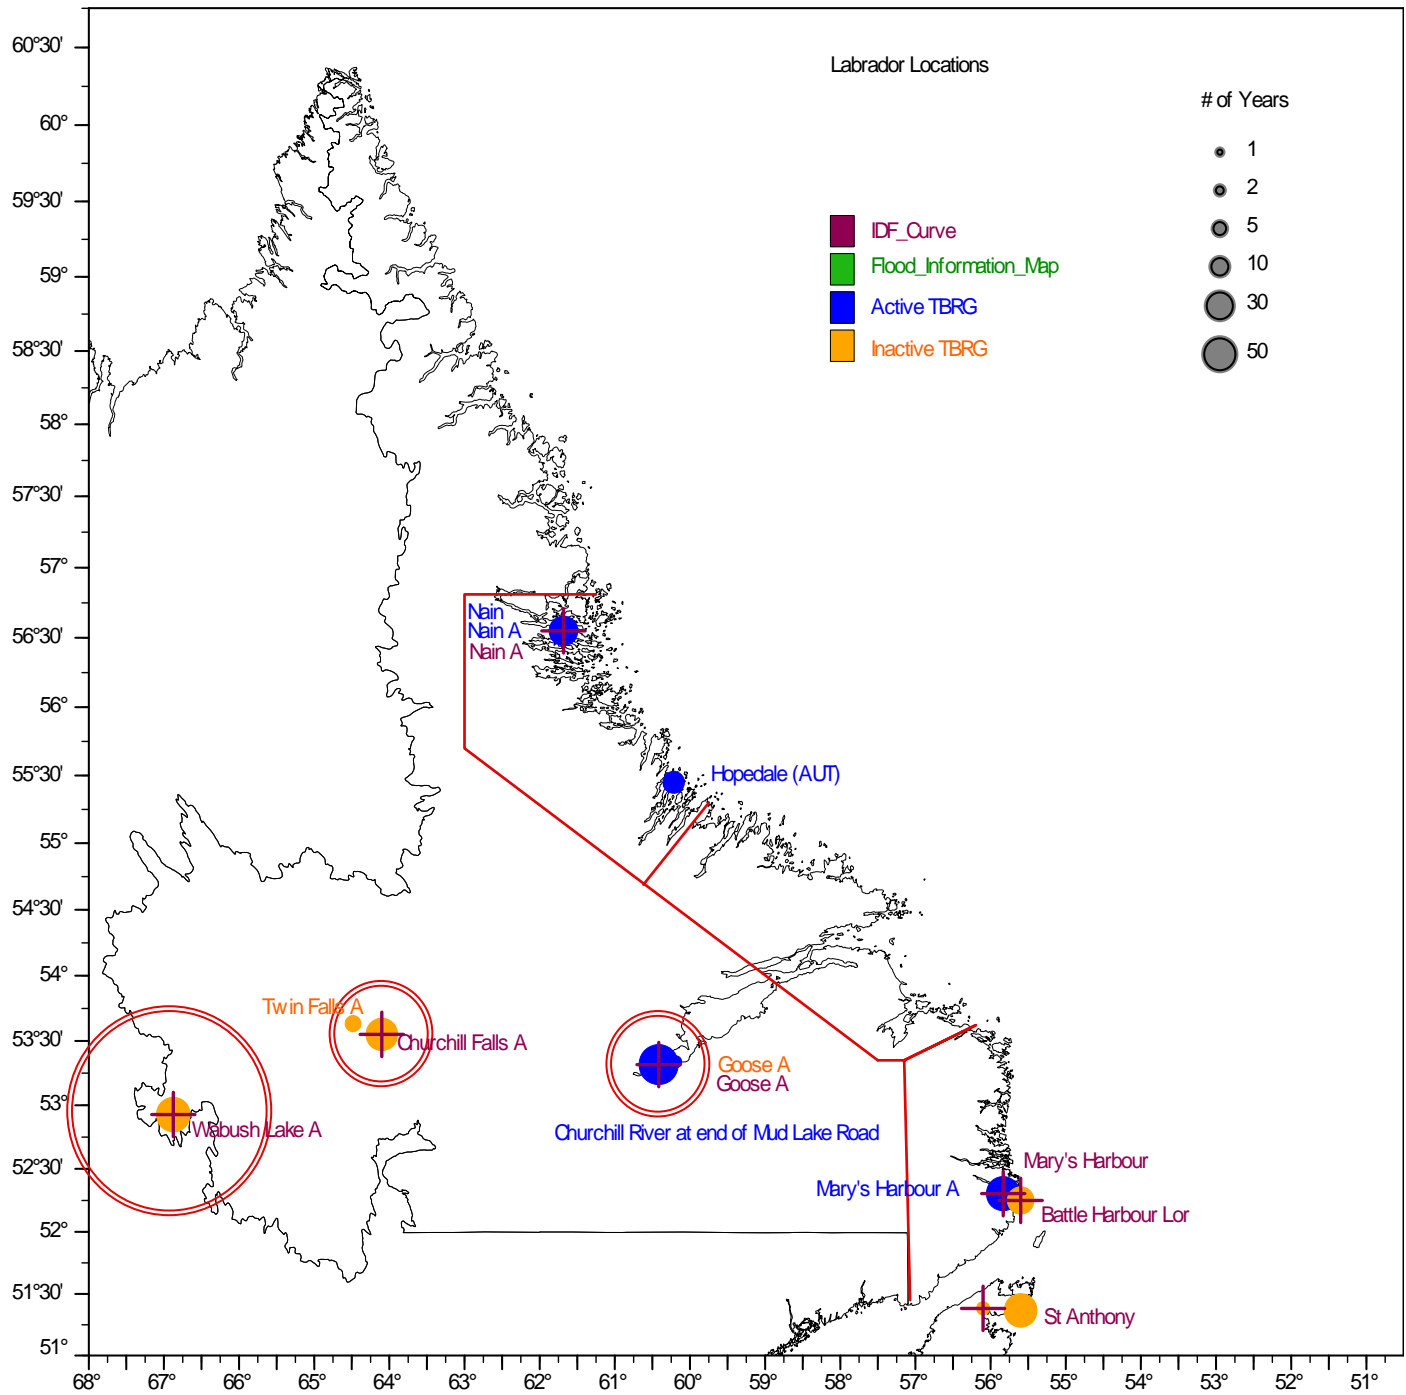 Labrador Locations
# of Years
1
2
5
10
30
50
IDF_Curve
Flood_Information_Map
Active TBRG
Inactive TBRG
60°30'
60°
59°30'
59°
58°30'
58°
57°30'
57°
56°30'
56°
55°30'
55°
54°30'
54°
53°30'
53°
52°30'
52°
51°30'
51°
Nain
Nain A
Nain A
Hopedale (AUT)
Twin Falls A
Churchill Falls A
Goose A
Goose A
Wabush Lake A
Churchill River at end of Mud Lake Road
Mary's Harbour
Mary's Harbour A
Battle Harbour Lor
St Anthony
68°
67°
66°
65°
64°
63°
62°
61°
60°
59°
58°
57°
56°
55°
54°
53°
52°
51°